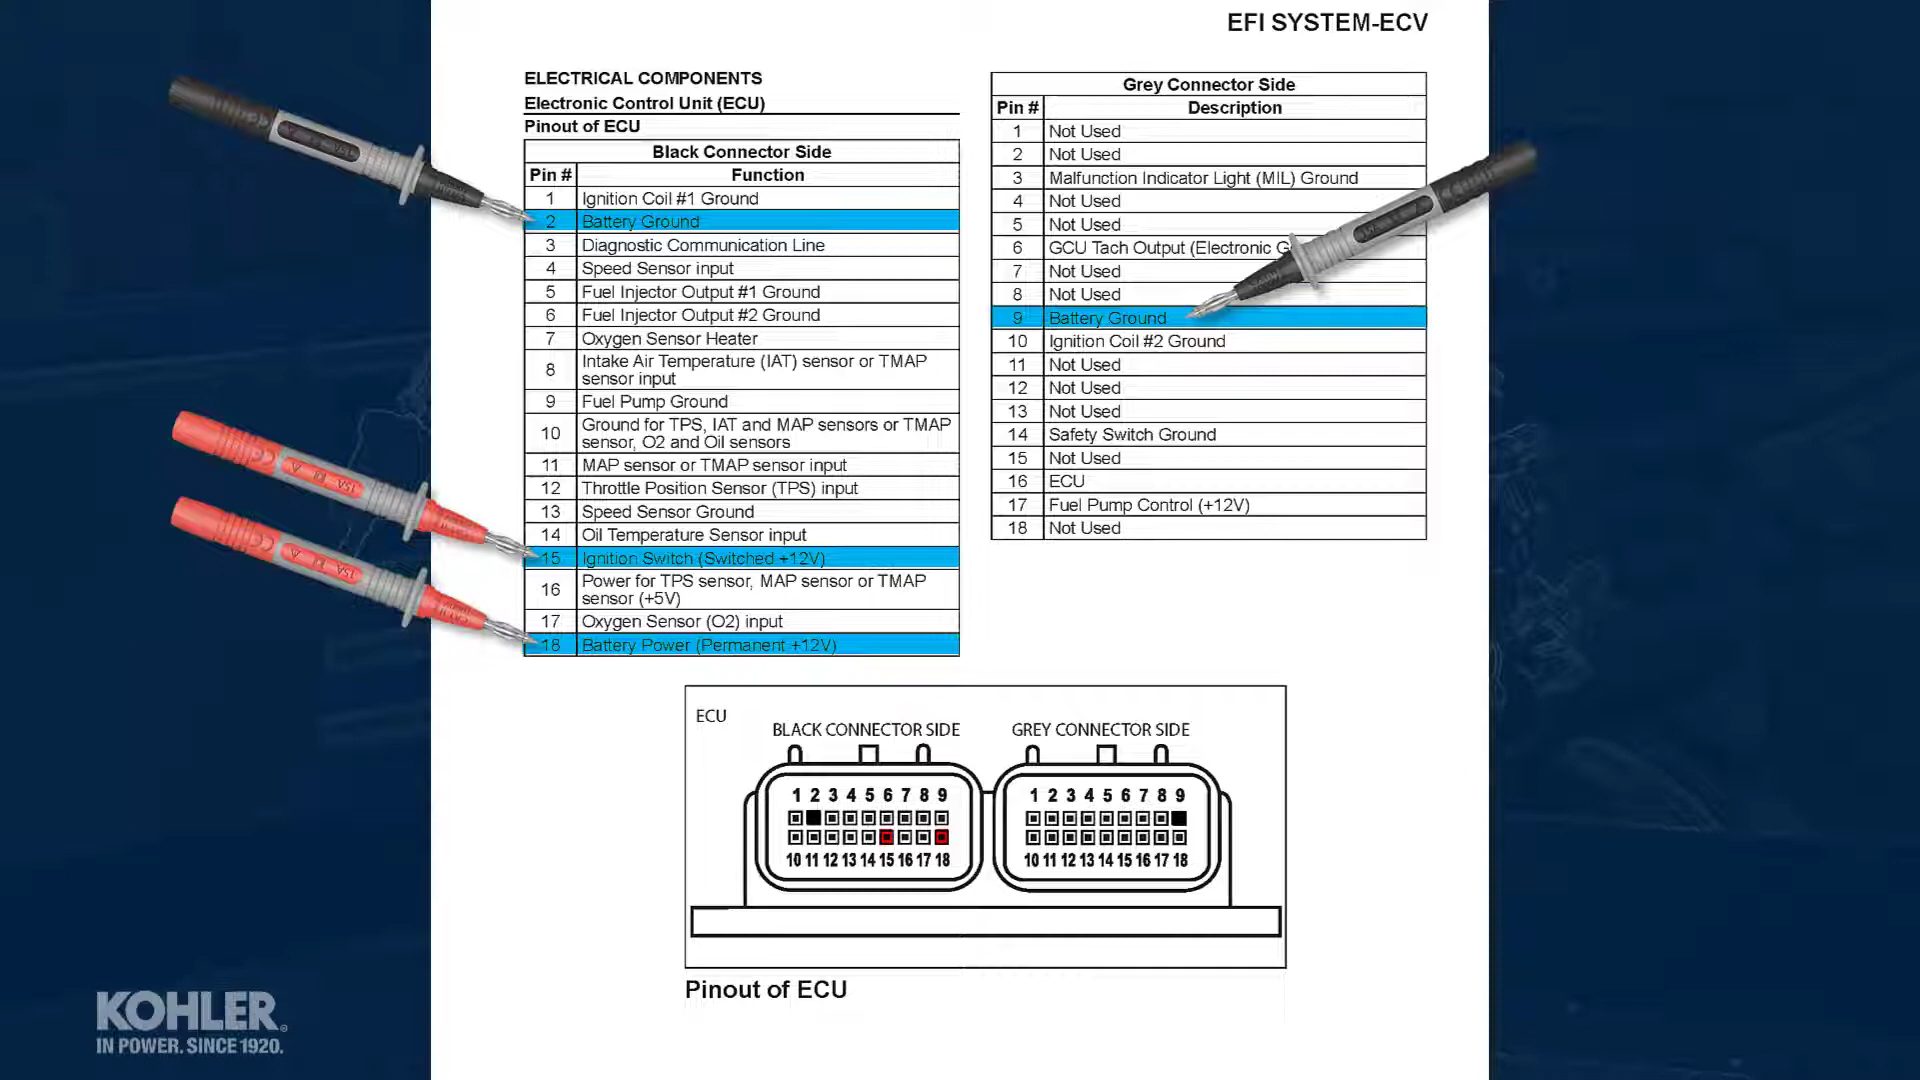 EFI SYSTEM-ECV
ELECTRICAL COMPONENTS
Electronic Control Unit (ECU)
Pinout of ECU
Black Connector Side
Pin # Function
1 Ignition Coil #1 Ground
2 Battery Ground
3 Diagnostic Communication Line
4 Speed Sensor input
5 Fuel Injector Output #1 Ground
6 Fuel Injector Output #2 Ground
7 Oxygen Sensor Heater
8 Intake Air Temperature (IAT) sensor or TMAP
sensor input
9 Fuel Pump Ground
10 Ground for TPS, IAT and MAP sensors or TMAP
sensor, O2 and Oil sensors
11 MAP sensor or TMAP sensor input
12 Throttle Position Sensor (TPS) input
13 Speed Sensor Ground
14 Oil Temperature Sensor input
15 Ignition Switch (Switched +12V)
16 Power for TPS sensor, MAP sensor or TMAP
sensor (+5V)
17 Oxygen Sensor (O2) input
18 Battery Power (Permanent +12V)
Grey Connector Side
Pin # Description
1 Not Used
2 Not Used
3 Malfunction Indicator Light (MIL) Ground
4 Not Used
5 Not Used
6 GCU Tach Output (Electronic
7 Not Used
8 Not Used
9 Battery Ground
10 Ignition Coil #2 Ground
11 Not Used
12 Not Used
13 Not Used
14 Safety Switch Ground
15 Not Used
16 ECU
17 Fuel Pump Control (+12V)
18 Not Used
ECU
BLACK CONNECTOR SIDE
1 2 3 4 5 6 7 8 9
10 11 12 13 14 15 16 17 18
GREY CONNECTOR SIDE
1 2 3 4 5 6 7 8 9
10 11 12 13 14 15 16 17 18
Pinout of ECU
KOHLER®
IN POWER. SINCE 1920.